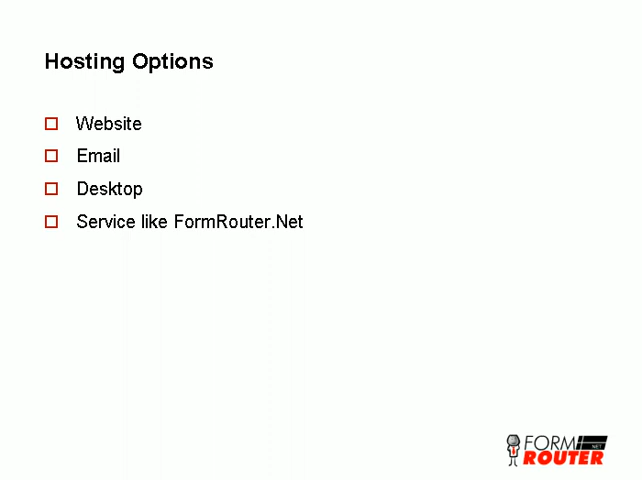 Hosting Options
Website
Email
Desktop
Service like FormRouter.Net
FORM
NET
ROUTER